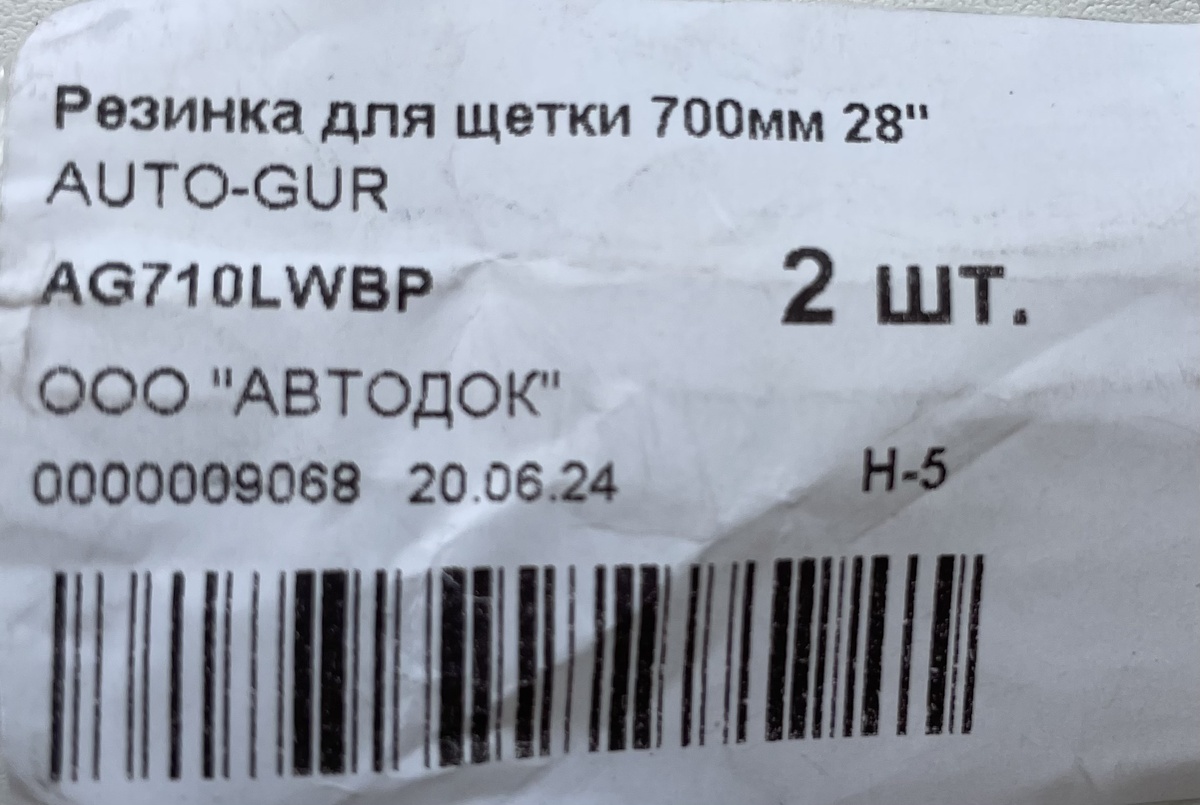 Резинка для щетки 700мм 28"
AUTO-GUR
AG710LWBP 2 шт.
ООО "АВТОДОК"
0000009068 20.06.24 Н-5